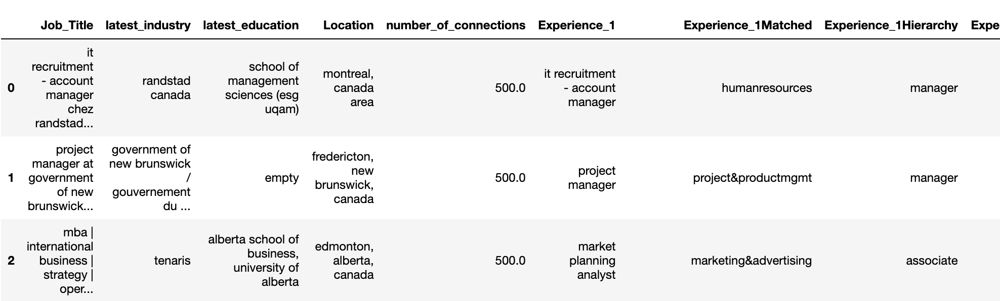 Job_Title latest_industry latest_education Location number_of_connections Experience_1 Experience_1Matched Experience_1Hierarchy Expe
0
it
recruitment
- account
manager
chez
randstad...
randstad
canada
school of
management
sciences (esg
uqam)
montreal,
canada
area
500.0
it recruitment
- account
manager
humanresources
manager
1
project
manager at
government
of new
brunswick...
government of
new brunswick
/
gouvernement
du ...
empty
fredericton,
new
brunswick,
canada
500.0
project
manager
project&productmgmt
manager
2
mba |
international
business |
strategy |
oper...
tenaris
alberta school of
business,
university of
alberta
edmonton,
alberta,
canada
500.0
market
planning
analyst
marketing&advertising
associate